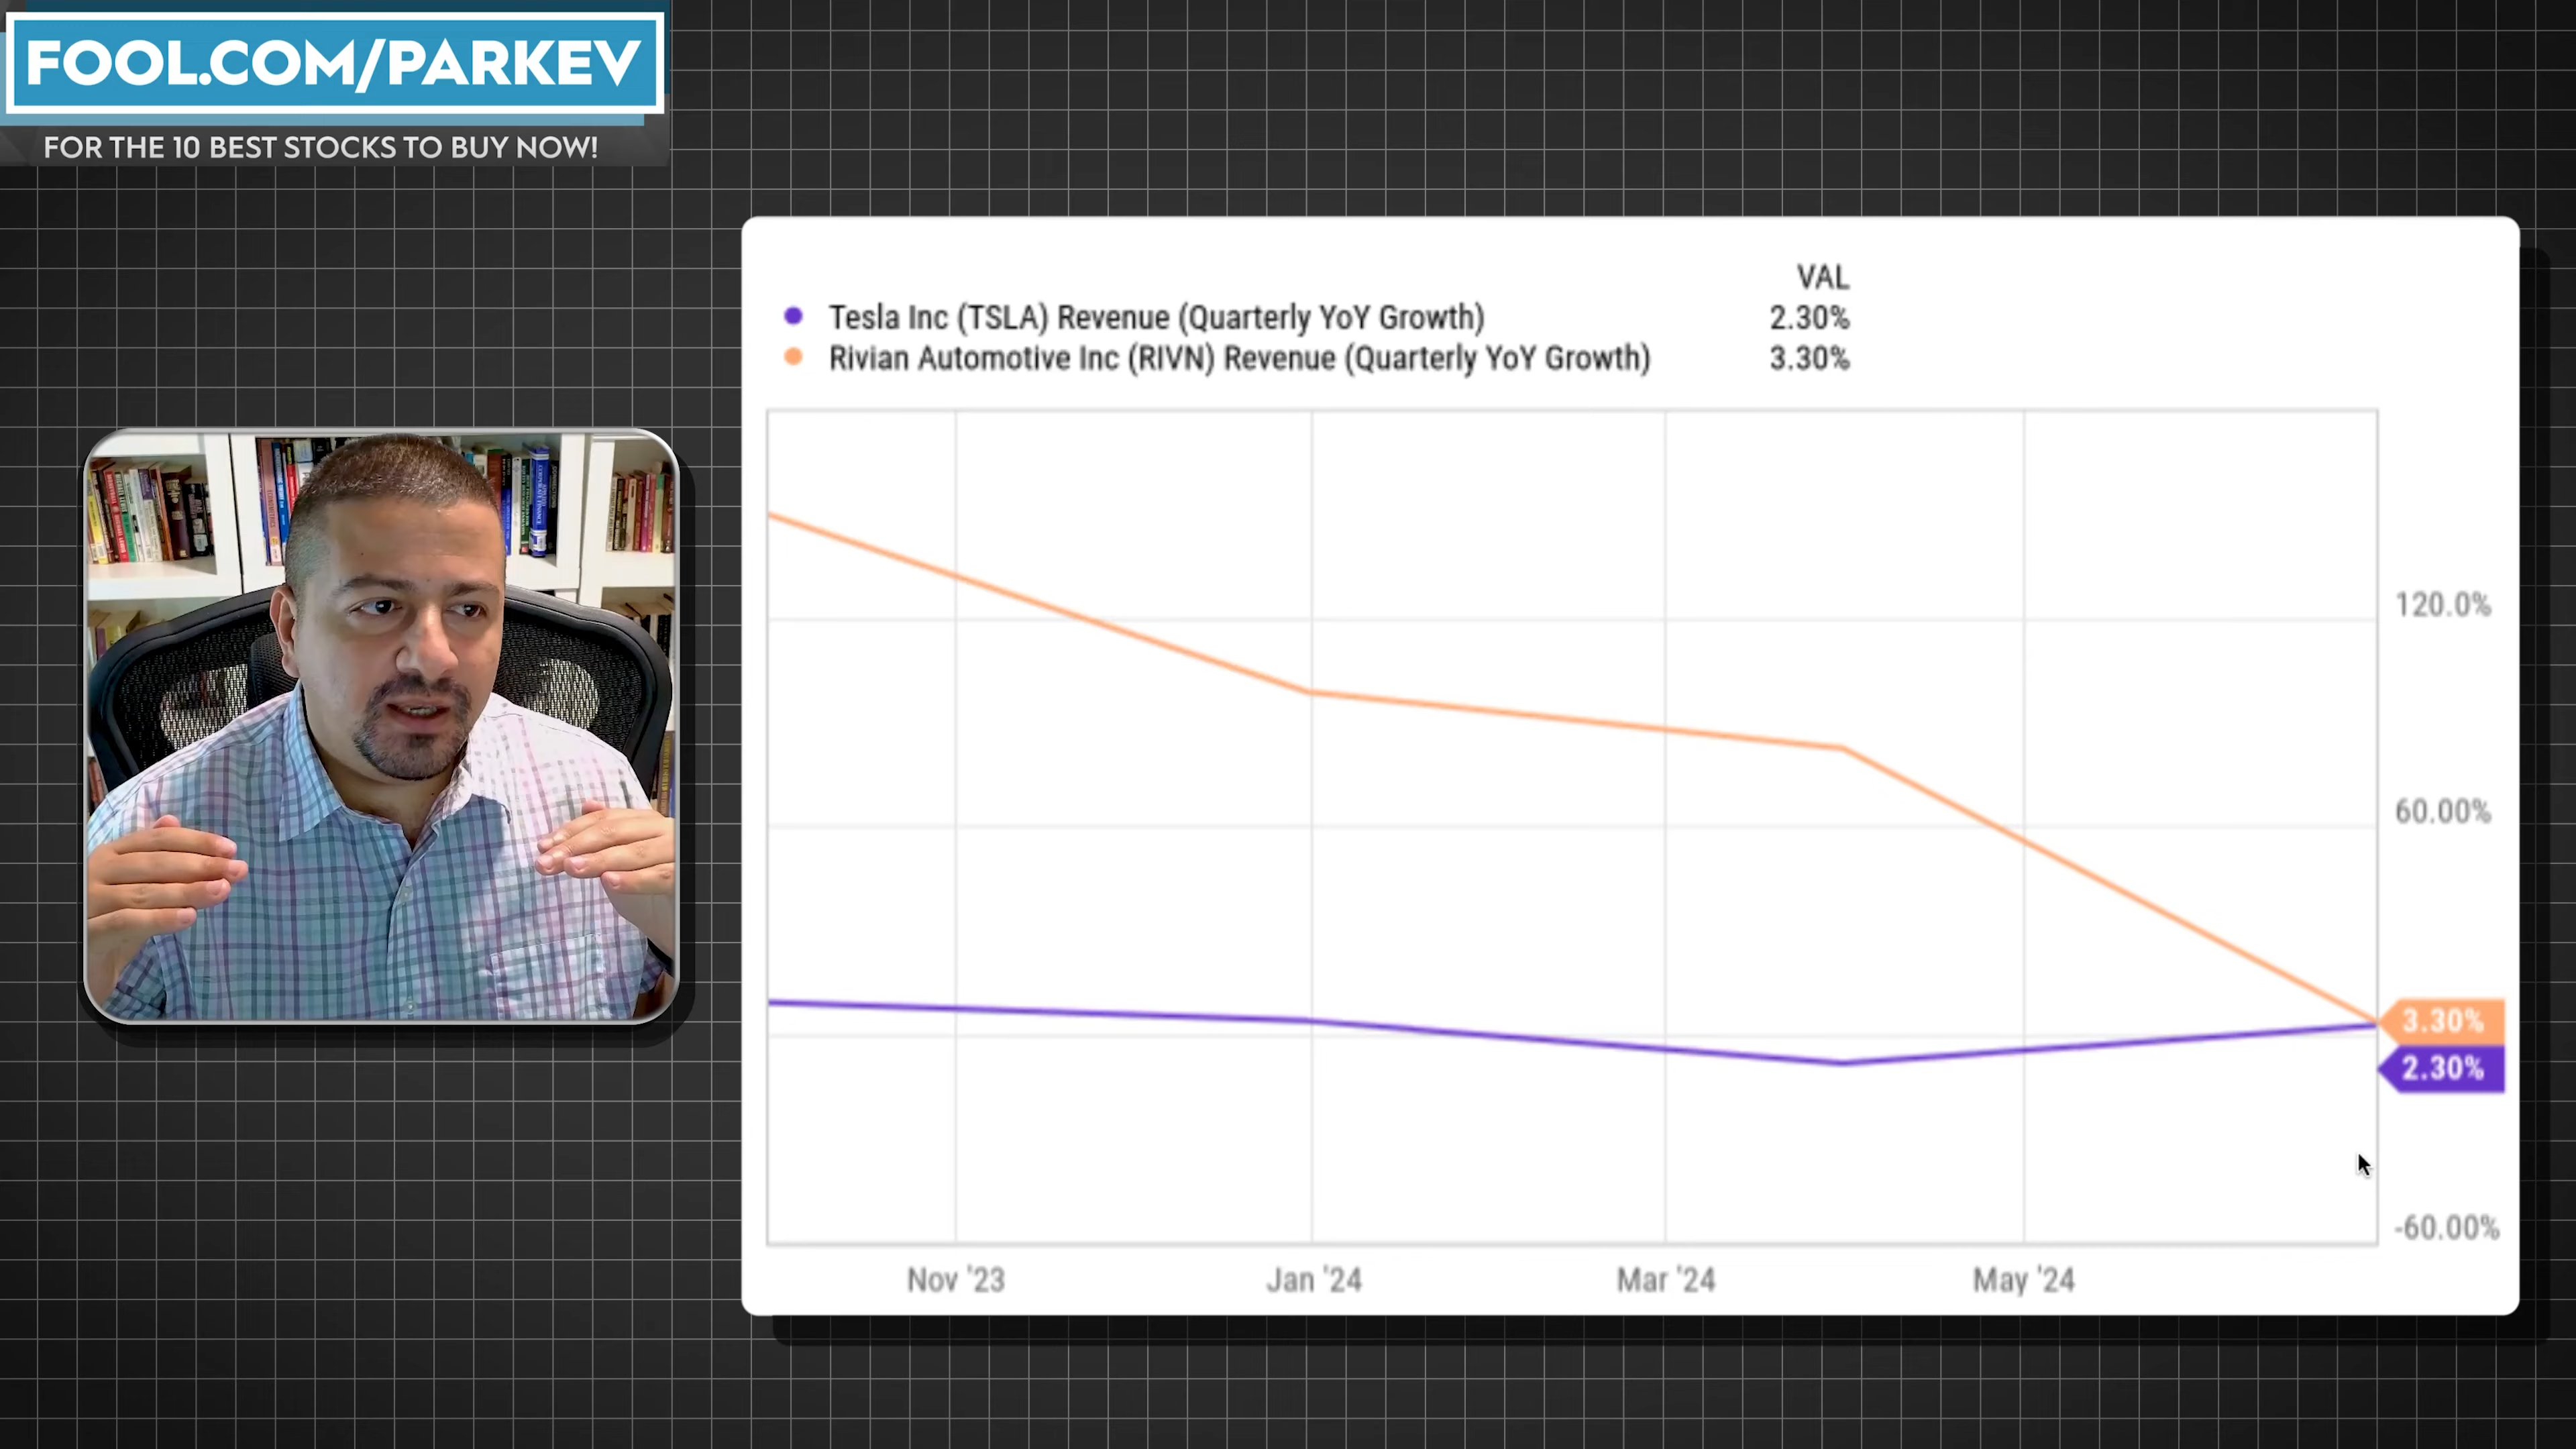 FOOL.COM/PARKEV
FOR THE 10 BEST STOCKS TO BUY NOW!
VAL
Tesla Inc (TSLA) Revenue (Quarterly YoY Growth) 2.30%
Rivian Automotive Inc (RIVN) Revenue (Quarterly YoY Growth) 3.30%
120.0%
60.00%
3.30%
2.30%
-60.00%
Nov '23 Jan '24 Mar '24 May '24